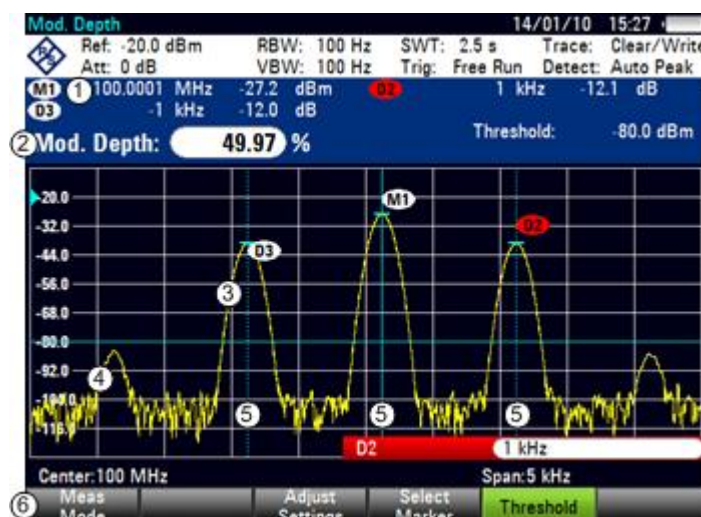 Mod. Depth 14/01/10 15:27
R S
Ref: -20.0 dBm RBW: 100 Hz SWT: 2.5 s Trace: Clear/Write
Att: 0 dB VBW: 100 Hz Trig: Free Run Detect: Auto Peak
M1 1 100.0001 MHz -27.2 dBm D2 1 kHz -12.1 dB
D3 -1 kHz -12.0 dB
Threshold: -80.0 dBm
2 Mod. Depth: 49.97 %
-20.0
M1
-32.0
D2
D3
-44.0
-56.0
3
-68.0
-80.0
-92.0
4
-104.0
5 5 5
-116.0
D2 1 kHz
Center:100 MHz Span:5 kHz
6 Meas Mode Adjust Settings Select Marker Threshold